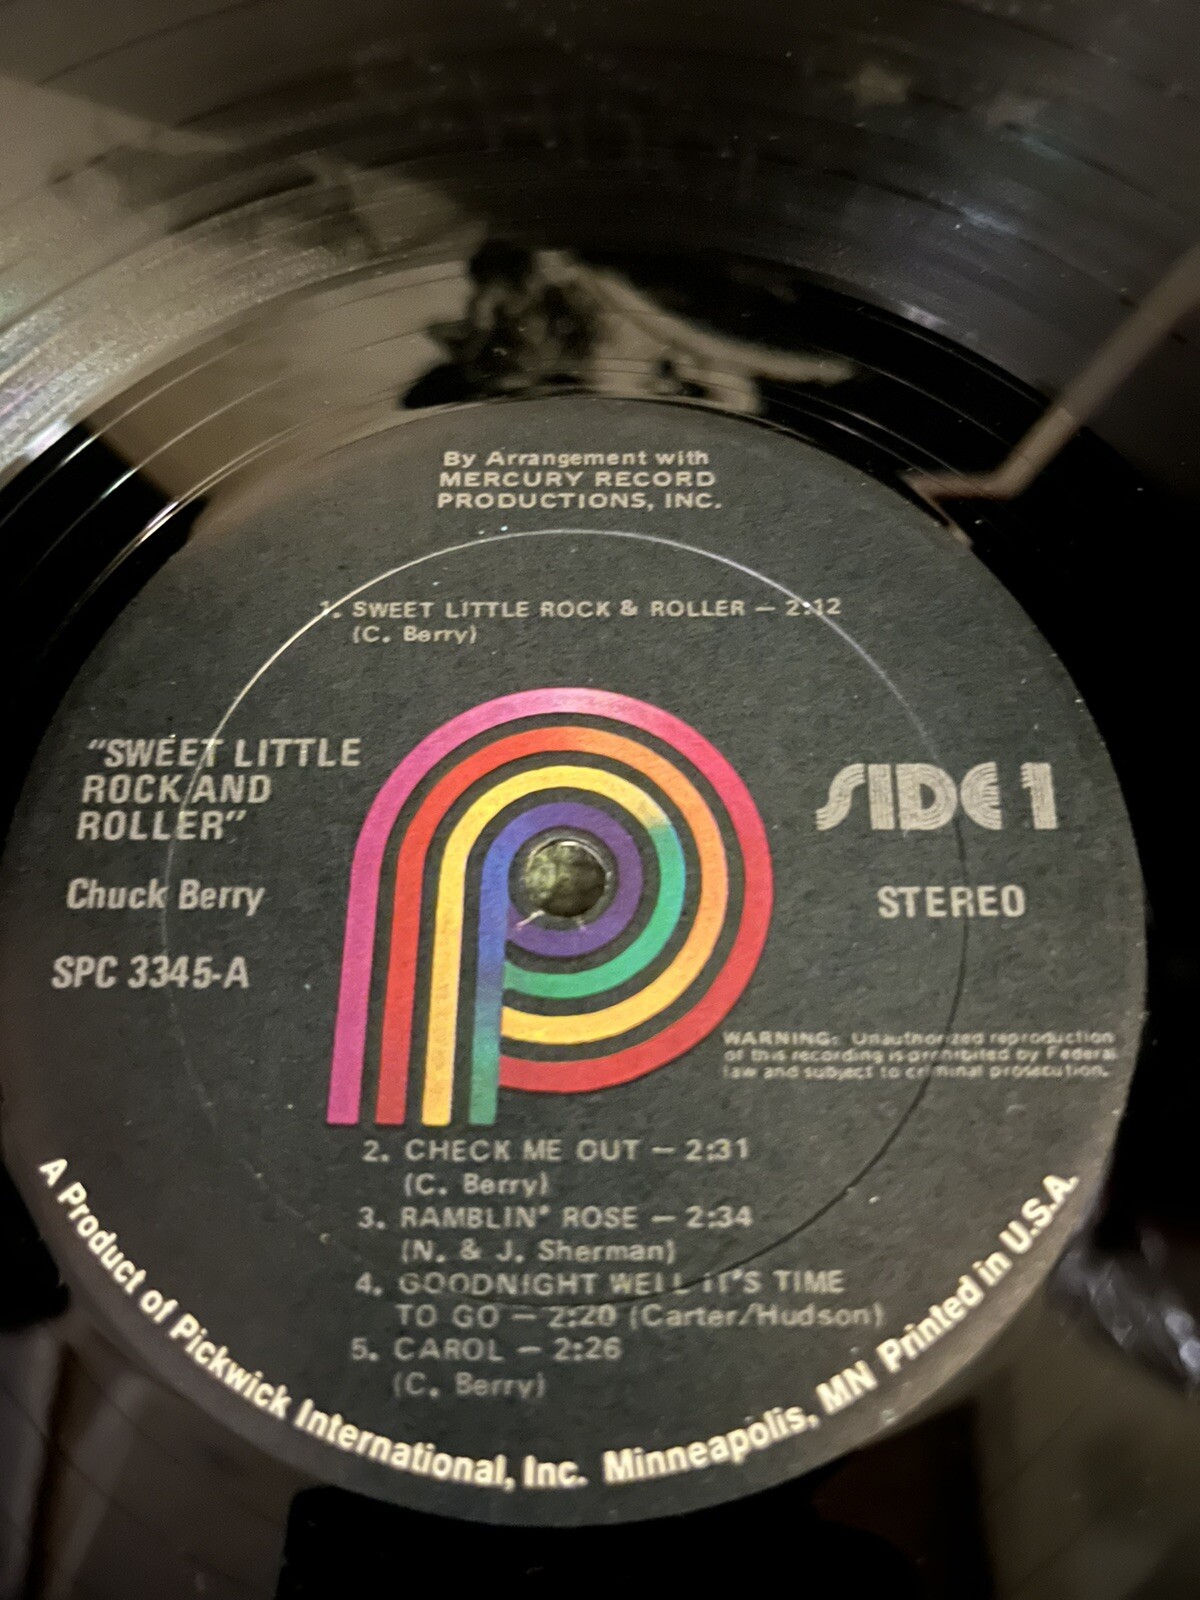 By Arrangement with
MERCURY RECORD
PRODUCTIONS, INC.
1. SWEET LITTLE ROCK & ROLLER — 2:12
(C. Berry)
"SWEET LITTLE
ROCK AND
ROLLER"
Chuck Berry
SPC 3345-A
SIDE 1
STEREO
WARNING: Unauthorized reproduction
of this recording is prohibited by Federal
law and subject to criminal prosecution.
2. CHECK ME OUT — 2:31
(C. Berry)
3. RAMBLIN' ROSE — 2:34
(N. & J. Sherman)
4. GOODNIGHT WELL IT'S TIME
TO GO — 2:20 (Carter/Hudson)
5. CAROL — 2:26
(C. Berry)
A Product of Pickwick International, Inc. Minneapolis, MN Printed in U.S.A.